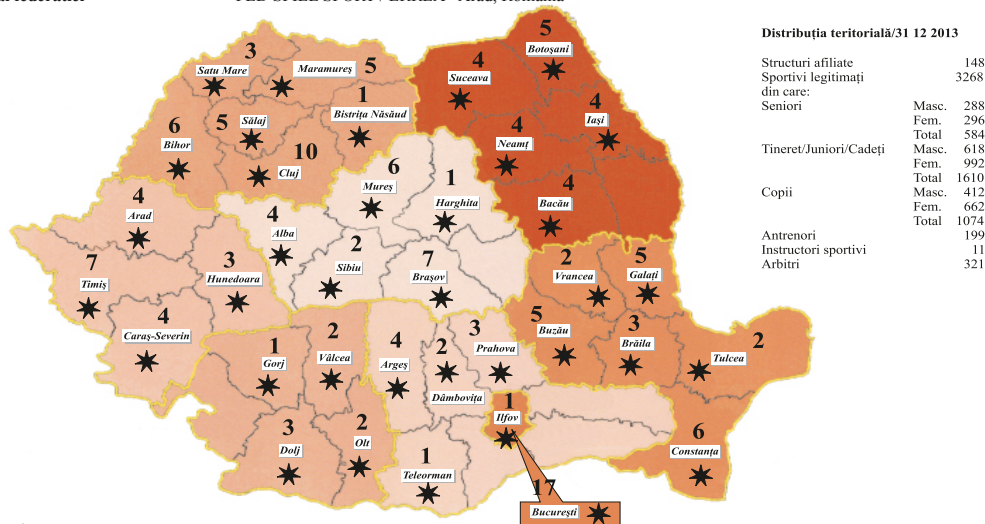 Distribuția teritorială/31 12 2013
Structuri afiliate 148
Sportivi legitimați 3268
din care:
Seniori Masc. 288
Fem. 296
Total 584
Tineret/Juniori/Cadeți Masc. 618
Fem. 992
Total 1610
Copii Masc. 412
Fem. 662
Total 1074
Antrenori 199
Instructori sportivi 11
Arbitri 321
3
Satu Mare
Maramureș
5
4
Suceava
5
Botoșani
6
Bihor
5
Sălaj
1
Bistrița Năsăud
10
Cluj
4
Neamț
4
Iași
4
Bacău
6
Mureș
1
Harghita
4
Arad
4
Alba
2
Sibiu
7
Brașov
7
Timiș
3
Hunedoara
4
Caraș-Severin
2
Vrancea
5
Galați
5
Buzău
3
Brăila
2
Tulcea
1
Gorj
2
Vâlcea
4
Argeș
2
Dâmbovița
3
Prahova
1
Ilfov
3
Dolj
2
Olt
1
Teleorman
6
Constanța
17
București